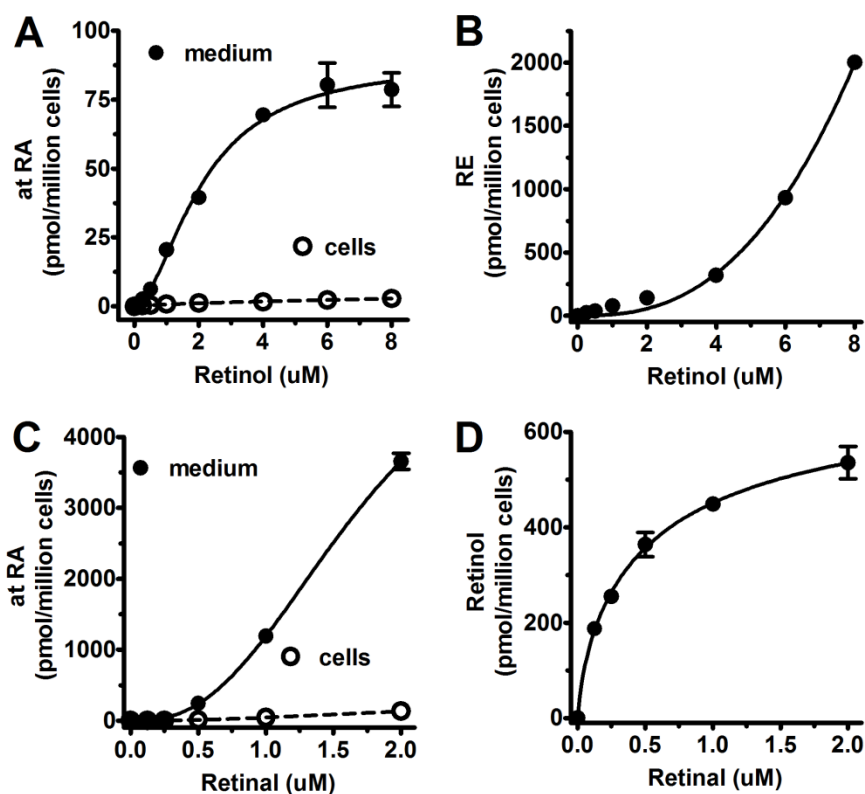 A
medium
cells
at RA
(pmol/million cells)
100
75
50
25
0
0 2 4 6 8
Retinol (uM)
B
RE
(pmol/million cells)
2000
1500
1000
500
0
0 2 4 6 8
Retinol (uM)
C
medium
cells
at RA
(pmol/million cells)
4000
3000
2000
1000
0
0.0 0.5 1.0 1.5 2.0
Retinal (uM)
D
Retinol
(pmol/million cells)
600
400
200
0
0.0 0.5 1.0 1.5 2.0
Retinal (uM)